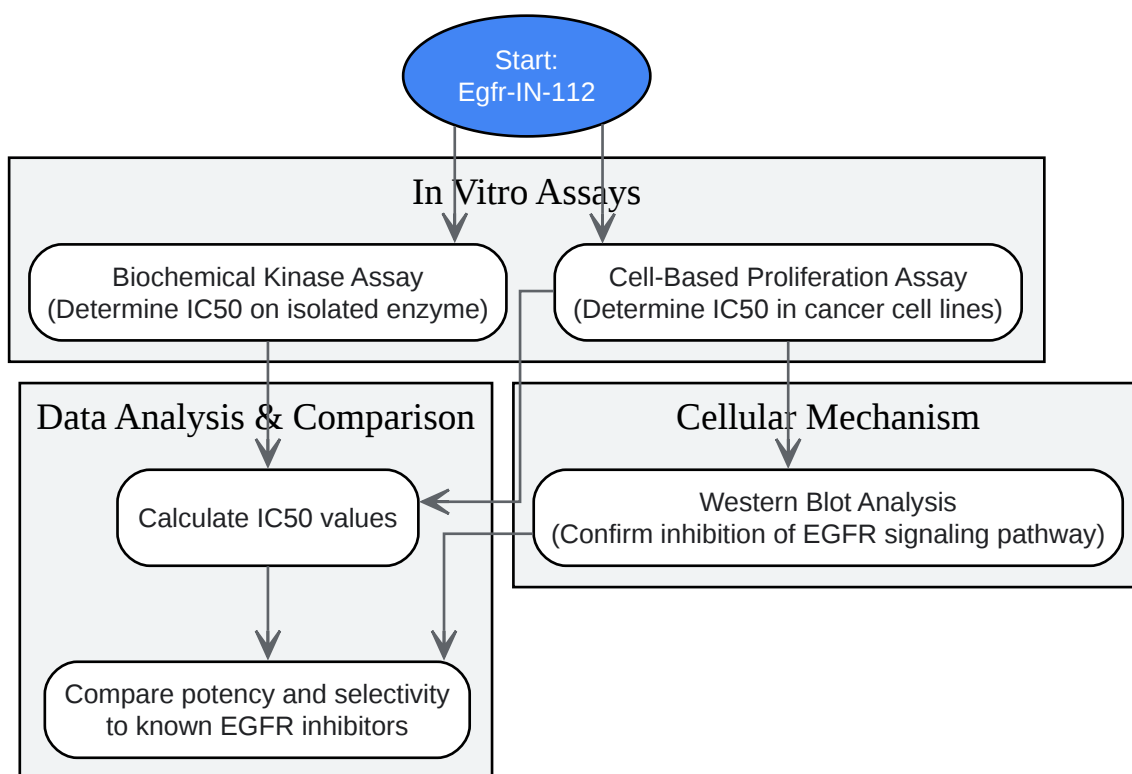 Start:
Egfr-IN-112
In Vitro Assays
Biochemical Kinase Assay
(Determine IC50 on isolated enzyme)
Cell-Based Proliferation Assay
(Determine IC50 in cancer cell lines)
Data Analysis & Comparison
Cellular Mechanism
Calculate IC50 values
Western Blot Analysis
(Confirm inhibition of EGFR signaling pathway)
Compare potency and selectivity
to known EGFR inhibitors